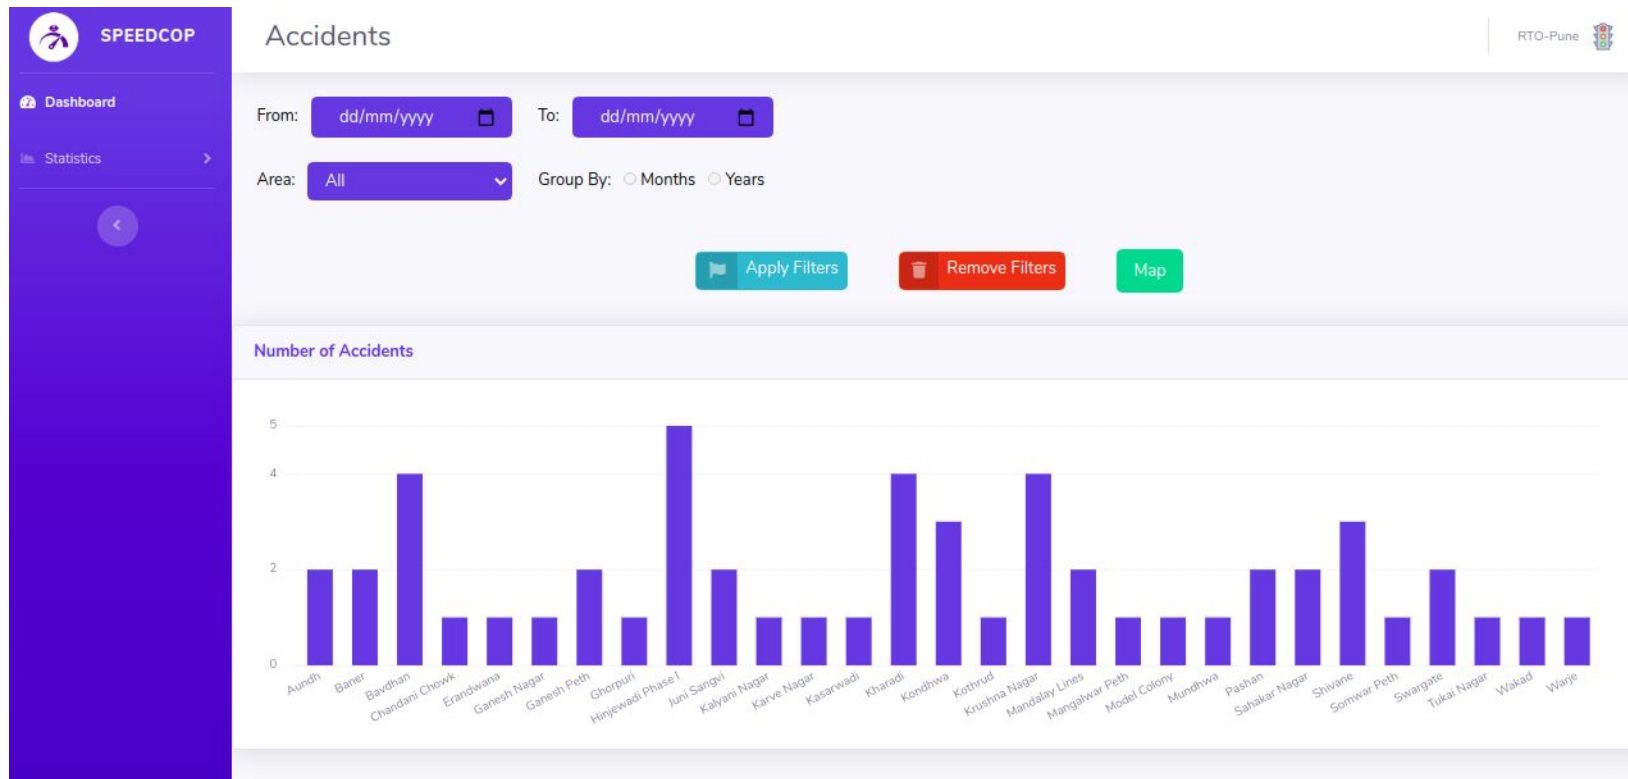 SPEEDCOP
Accidents
RTO-Pune
Dashboard
Statistics
From: dd/mm/yyyy To: dd/mm/yyyy
Area: All Group By: Months Years
Apply Filters Remove Filters Map
Number of Accidents
5
4
2
0
Aundh
Baner
Bavdhan
Chandani Chowk
Erandwana
Ganesh Nagar
Ganesh Peth
Ghorpuri
Hinjewadi Phase I
Juni Sangvi
Kalyani Nagar
Karve Nagar
Kasarwadi
Kharadi
Kondhwa
Kothrud
Krushna Nagar
Mandalay Lines
Mangalwar Peth
Model Colony
Mundhwa
Pashan
Sahakar Nagar
Shivane
Somwar Peth
Swargate
Tukai Nagar
Wakad
Warje